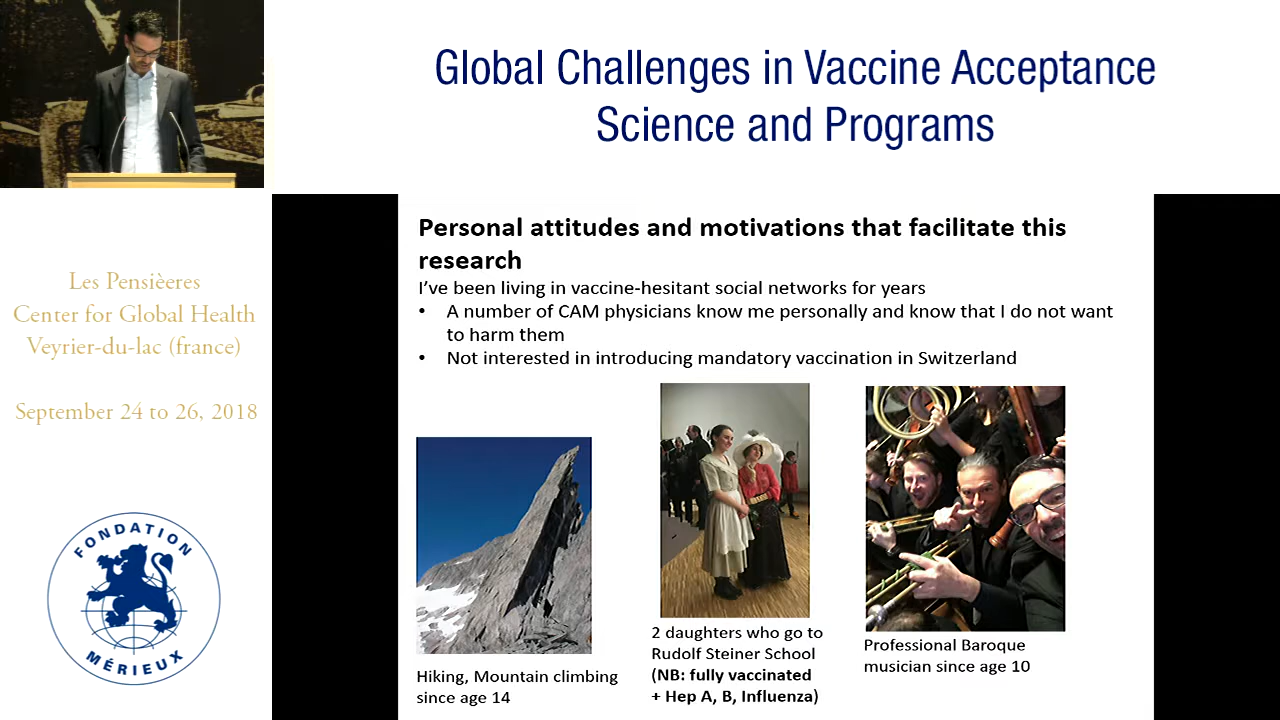 Global Challenges in Vaccine Acceptance
Science and Programs
Les Pensièeres
Center for Global Health
Veyrier-du-lac (france)
September 24 to 26, 2018
FONDATION
MÉRIEUX
Personal attitudes and motivations that facilitate this
research
I've been living in vaccine-hesitant social networks for years
• A number of CAM physicians know me personally and know that I do not want
to harm them
• Not interested in introducing mandatory vaccination in Switzerland
Hiking, Mountain climbing
since age 14
2 daughters who go to
Rudolf Steiner School
(NB: fully vaccinated
+ Hep A, B, Influenza)
Professional Baroque
musician since age 10